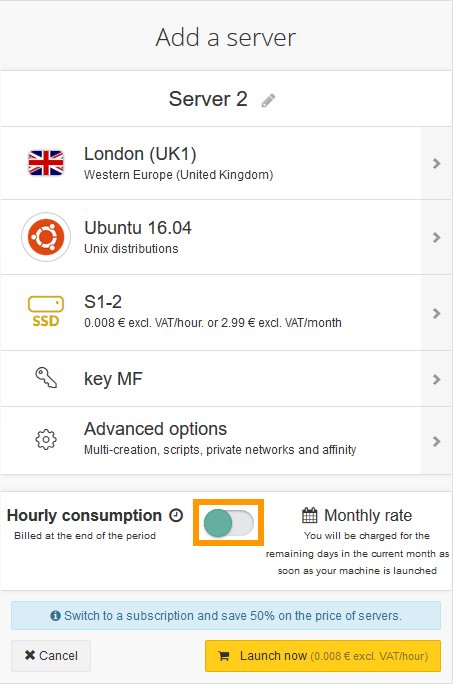 Add a server
Server 2
London (UK1)
Western Europe (United Kingdom)
Ubuntu 16.04
Unix distributions
SSD
S1-2
0.008 € excl. VAT/hour. or 2.99 € excl. VAT/month
key MF
Advanced options
Multi-creation, scripts, private networks and affinity
Hourly consumption
Billed at the end of the period
Monthly rate
You will be charged for the
remaining days in the current month as
soon as your machine is launched
Switch to a subscription and save 50% on the price of servers.
Cancel
Launch now (0.008 € excl. VAT/hour)